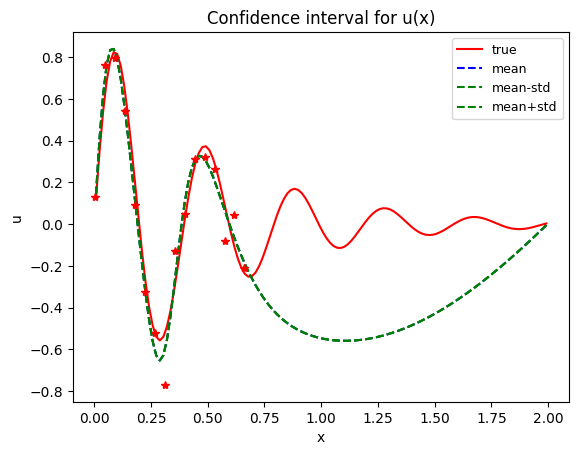 Confidence interval for u(x)
true
mean
mean-std
mean+std
0.8
0.6
0.4
0.2
0.0
−0.2
−0.4
−0.6
−0.8
u
0.00 0.25 0.50 0.75 1.00 1.25 1.50 1.75 2.00
x